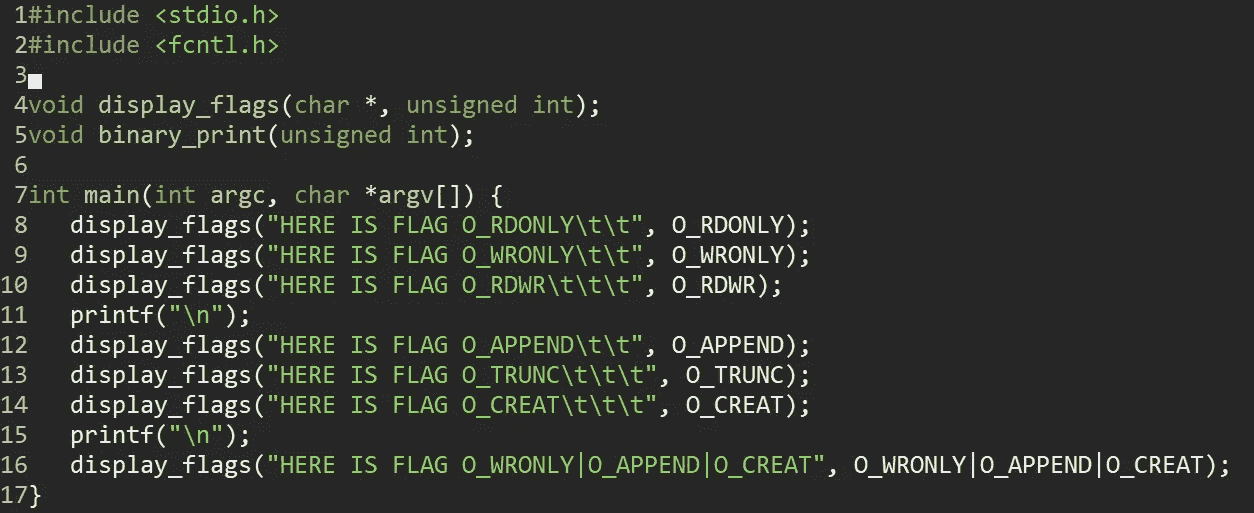 1#include <stdio.h>
2#include <fcntl.h>
3
4void display_flags(char *, unsigned int);
5void binary_print(unsigned int);
6
7int main(int argc, char *argv[]) {
8   display_flags("HERE IS FLAG O_RDONLY\t\t", O_RDONLY);
9   display_flags("HERE IS FLAG O_WRONLY\t\t", O_WRONLY);
10   display_flags("HERE IS FLAG O_RDWR\t\t\t", O_RDWR);
11   printf("\n");
12   display_flags("HERE IS FLAG O_APPEND\t\t", O_APPEND);
13   display_flags("HERE IS FLAG O_TRUNC\t\t\t", O_TRUNC);
14   display_flags("HERE IS FLAG O_CREAT\t\t\t", O_CREAT);
15   printf("\n");
16   display_flags("HERE IS FLAG O_WRONLY|O_APPEND|O_CREAT", O_WRONLY|O_APPEND|O_CREAT);
17}